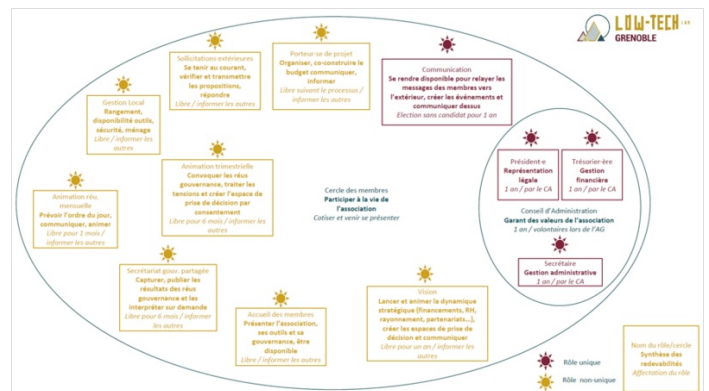 LOW-TECH LAB
GRENOBLE
Sollicitations extérieures
Se tenir au courant,
vérifier et transmettre
les propositions,
répondre
Libre / informer les
autres
Porteur·se de projet
Organiser, co-construire le
budget communiquer,
informer
Libre suivant le processus /
informer les autres
Communication
Se rendre disponible pour relayer les
messages des membres vers
l'extérieur, créer les événements et
communiquer dessus
Election sans candidat pour 1 an
Gestion Local
Rangement,
disponibilité outils,
sécurité, ménage
Libre / informer les
autres
Animation trimestrielle
Convoquer les réus
gouvernance, traiter les
tensions et créer l'espace de
prise de décision par
consentement
Libre pour 6 mois / informer
les autres
Président·e
Représentation
légale
1 an / par le CA
Trésorier·ère
Gestion
financière
1 an / par le CA
Animation réu.
mensuelle
Prévoir l'ordre du jour,
communiquer, animer
Libre pour 1 mois /
informer les autres
Cercle des membres
Participer à la vie de
l'association
Cotiser et venir se présenter
Conseil d'Administration
Garant des valeurs de l'association
1 an / volontaires lors de l'AG
Secrétaire
Gestion administrative
1 an / par le CA
Secrétariat gouv. partagée
Capturer, publier les
résultats des réus
gouvernance et les
interpréter sur demande
Libre pour 6 mois / informer
les autres
Accueil des membres
Présenter l'association,
ses outils et sa
gouvernance, être
disponible
Libre / informer les autres
Vision
Lancer et animer la dynamique
stratégique (financements, RH,
rayonnement, partenariats...),
créer les espaces de prise de
décision et communiquer
Libre pour un an / informer les
autres
Rôle unique
Rôle non-unique
Nom du rôle/cercle
Synthèse des
redevabilités
Affectation du rôle